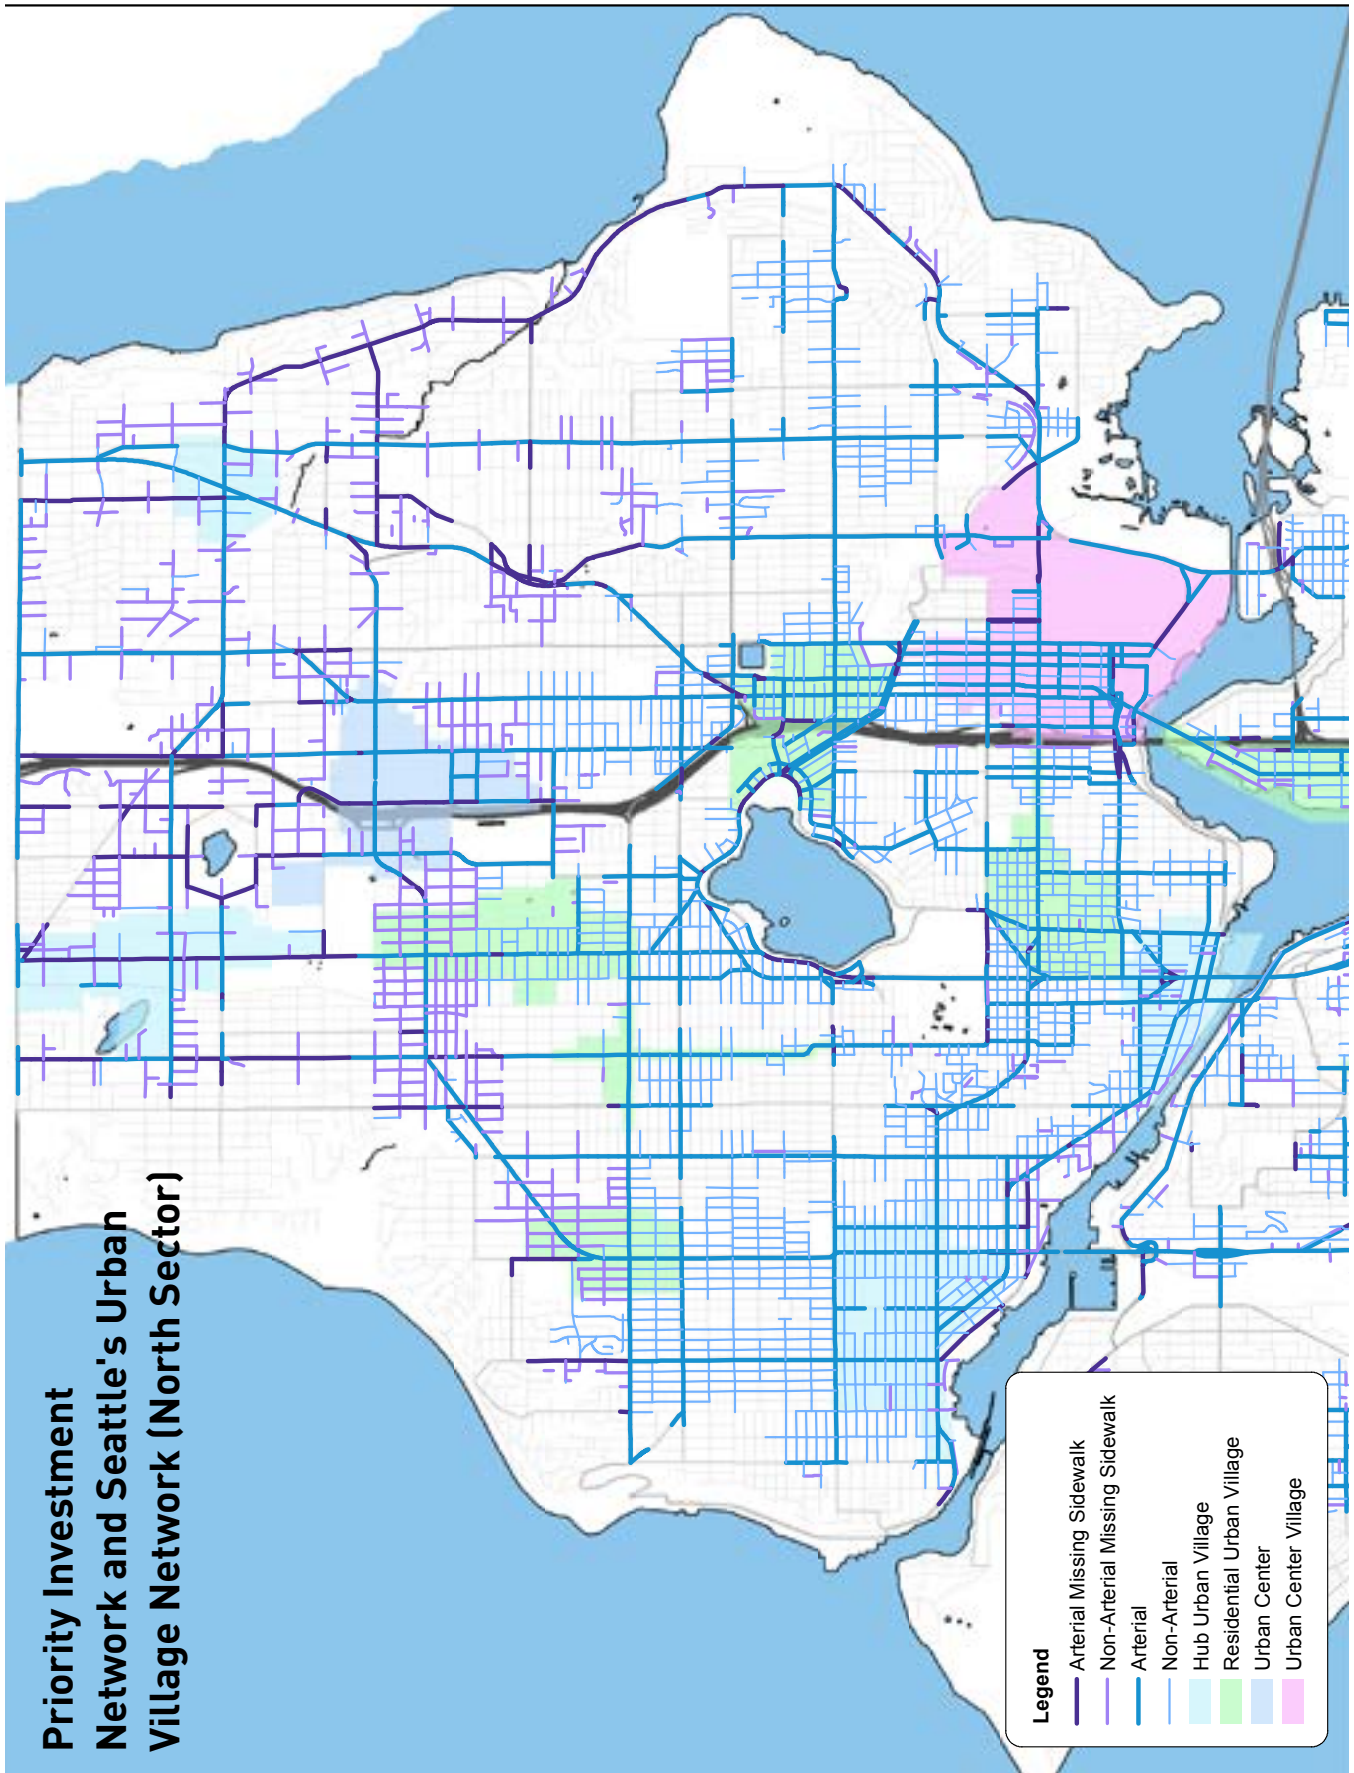 Priority Investment
Network and Seattle's Urban
Village Network (North Sector)
Legend
Arterial Missing Sidewalk
Non-Arterial Missing Sidewalk
Arterial
Non-Arterial
Hub Urban Village
Residential Urban Village
Urban Center
Urban Center Village